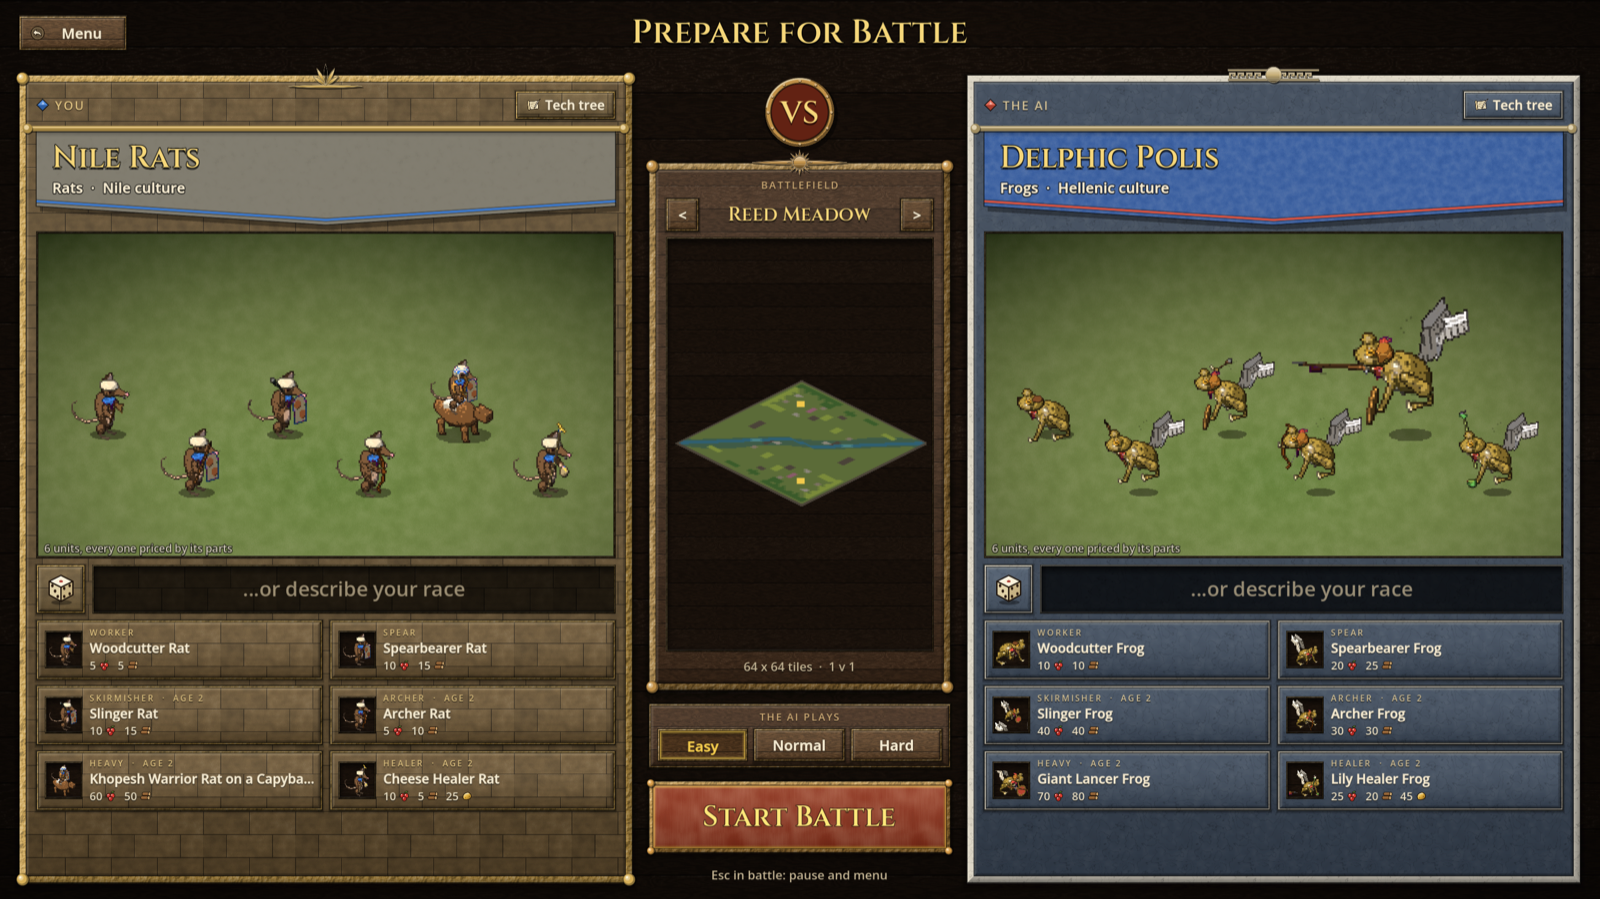 Menu
PREPARE FOR BATTLE
YOU
Tech tree
NILE RATS
Rats · Nile culture
6 units, every one priced by its parts
...or describe your race
WORKER
Woodcutter Rat
5 5
SPEAR
Spearbearer Rat
10 15
SKIRMISHER · AGE 2
Slinger Rat
10 15
ARCHER · AGE 2
Archer Rat
5 10
HEAVY · AGE 2
Khopesh Warrior Rat on a Capyba...
60 50
HEALER · AGE 2
Cheese Healer Rat
10 5 25
VS
BATTLEFIELD
< REED MEADOW >
64 x 64 tiles · 1 v 1
THE AI PLAYS
Easy Normal Hard
START BATTLE
Esc in battle: pause and menu
THE AI
Tech tree
DELPHIC POLIS
Frogs · Hellenic culture
6 units, every one priced by its parts
...or describe your race
WORKER
Woodcutter Frog
10 10
SPEAR
Spearbearer Frog
20 25
SKIRMISHER · AGE 2
Slinger Frog
40 40
ARCHER · AGE 2
Archer Frog
30 30
HEAVY · AGE 2
Giant Lancer Frog
70 80
HEALER · AGE 2
Lily Healer Frog
25 20 45